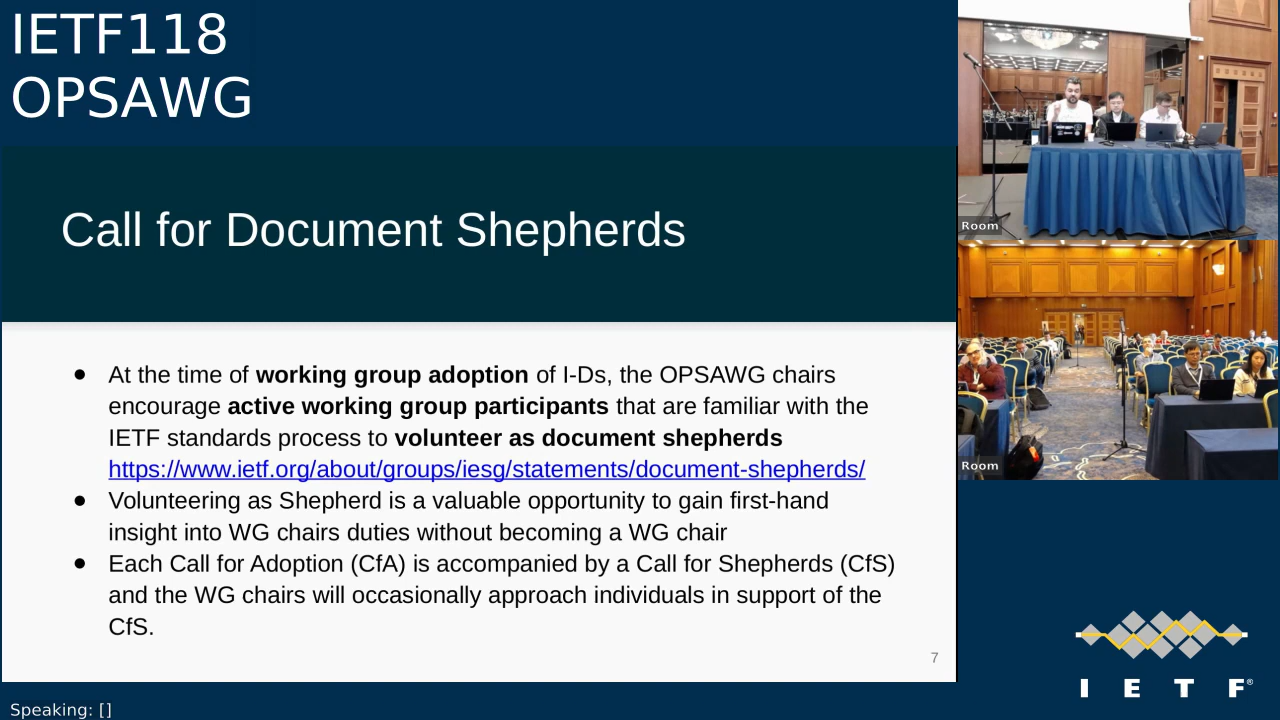 IETF118
OPSAWG
Call for Document Shepherds
● At the time of working group adoption of I-Ds, the OPSAWG chairs
encourage active working group participants that are familiar with the
IETF standards process to volunteer as document shepherds
https://www.ietf.org/about/groups/iesg/statements/document-shepherds/
● Volunteering as Shepherd is a valuable opportunity to gain first-hand
insight into WG chairs duties without becoming a WG chair
● Each Call for Adoption (CfA) is accompanied by a Call for Shepherds (CfS)
and the WG chairs will occasionally approach individuals in support of the
CfS.
7
Room
Room
I E T F®
Speaking: []